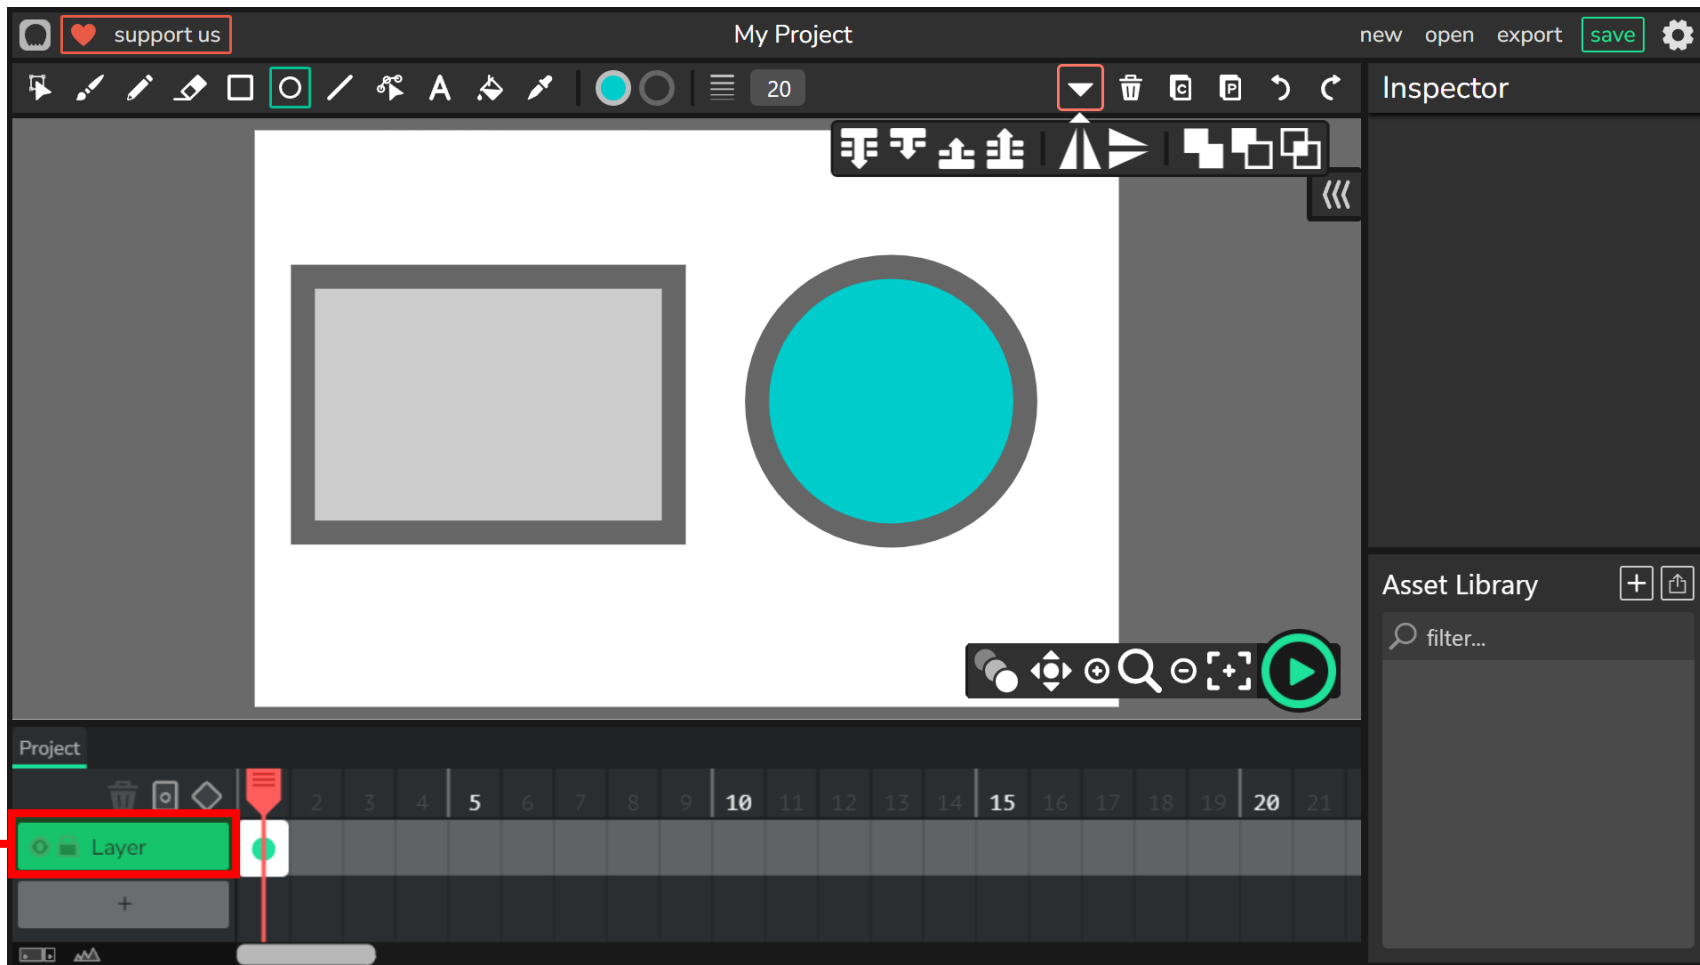 support us My Project new open export save
A 20 C P Inspector
Asset Library
filter...
Project
2 3 4 5 6 7 8 9 10 11 12 13 14 15 16 17 18 19 20 21
Layer
+